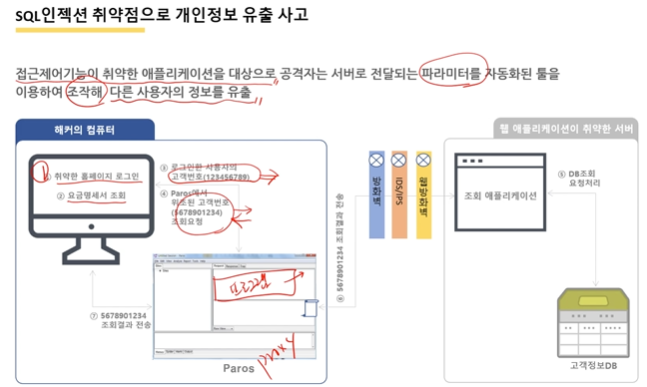 SQL인젝션 취약점으로 개인정보 유출 사고
접근제어기능이 취약한 애플리케이션을 대상으로 공격자는 서버로 전달되는 파라미터를 자동화된 툴을
이용하여 조작해 다른 사용자의 정보를 유출
해커의 컴퓨터
웹 애플리케이션이 취약한 서버
① 취약한 홈페이지 로그인
② 요금명세서 조회
③ 로그인한 사용자의
고객번호(123456789)
④ Paros에서
위조된 고객번호
(5678901234)
조회요청
방화벽
IDS/IPS
웹방화벽
조회 애플리케이션
⑤ DB조회
요청처리
⑥ 5678901234 조회결과 전송
⑦ 5678901234
조회결과 전송
프로그램
proxy
Paros
고객정보DB